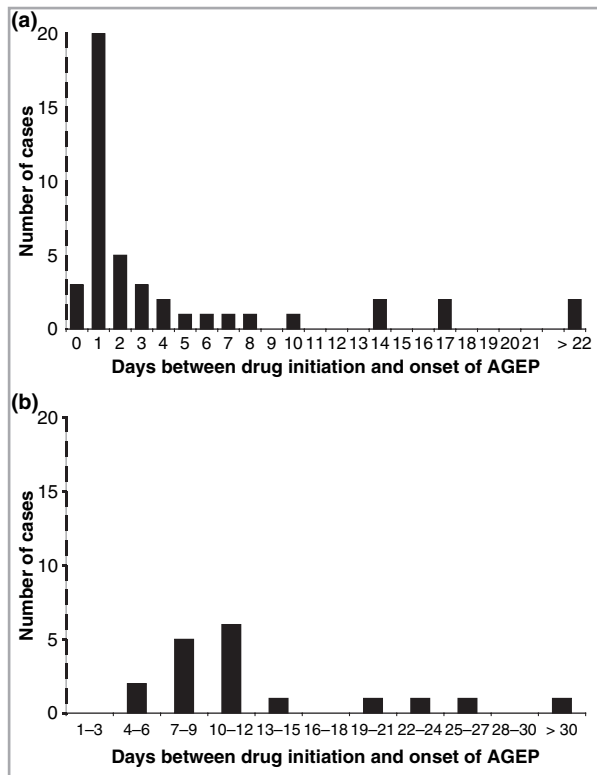 (a)
20
15
10
5
0
Number of cases
0 1 2 3 4 5 6 7 8 9 10 11 12 13 14 15 16 17 18 19 20 21 > 22
Days between drug initiation and onset of AGEP
(b)
20
15
10
5
0
Number of cases
1–3 4–6 7–9 10–12 13–15 16–18 19–21 22–24 25–27 28–30 > 30
Days between drug initiation and onset of AGEP